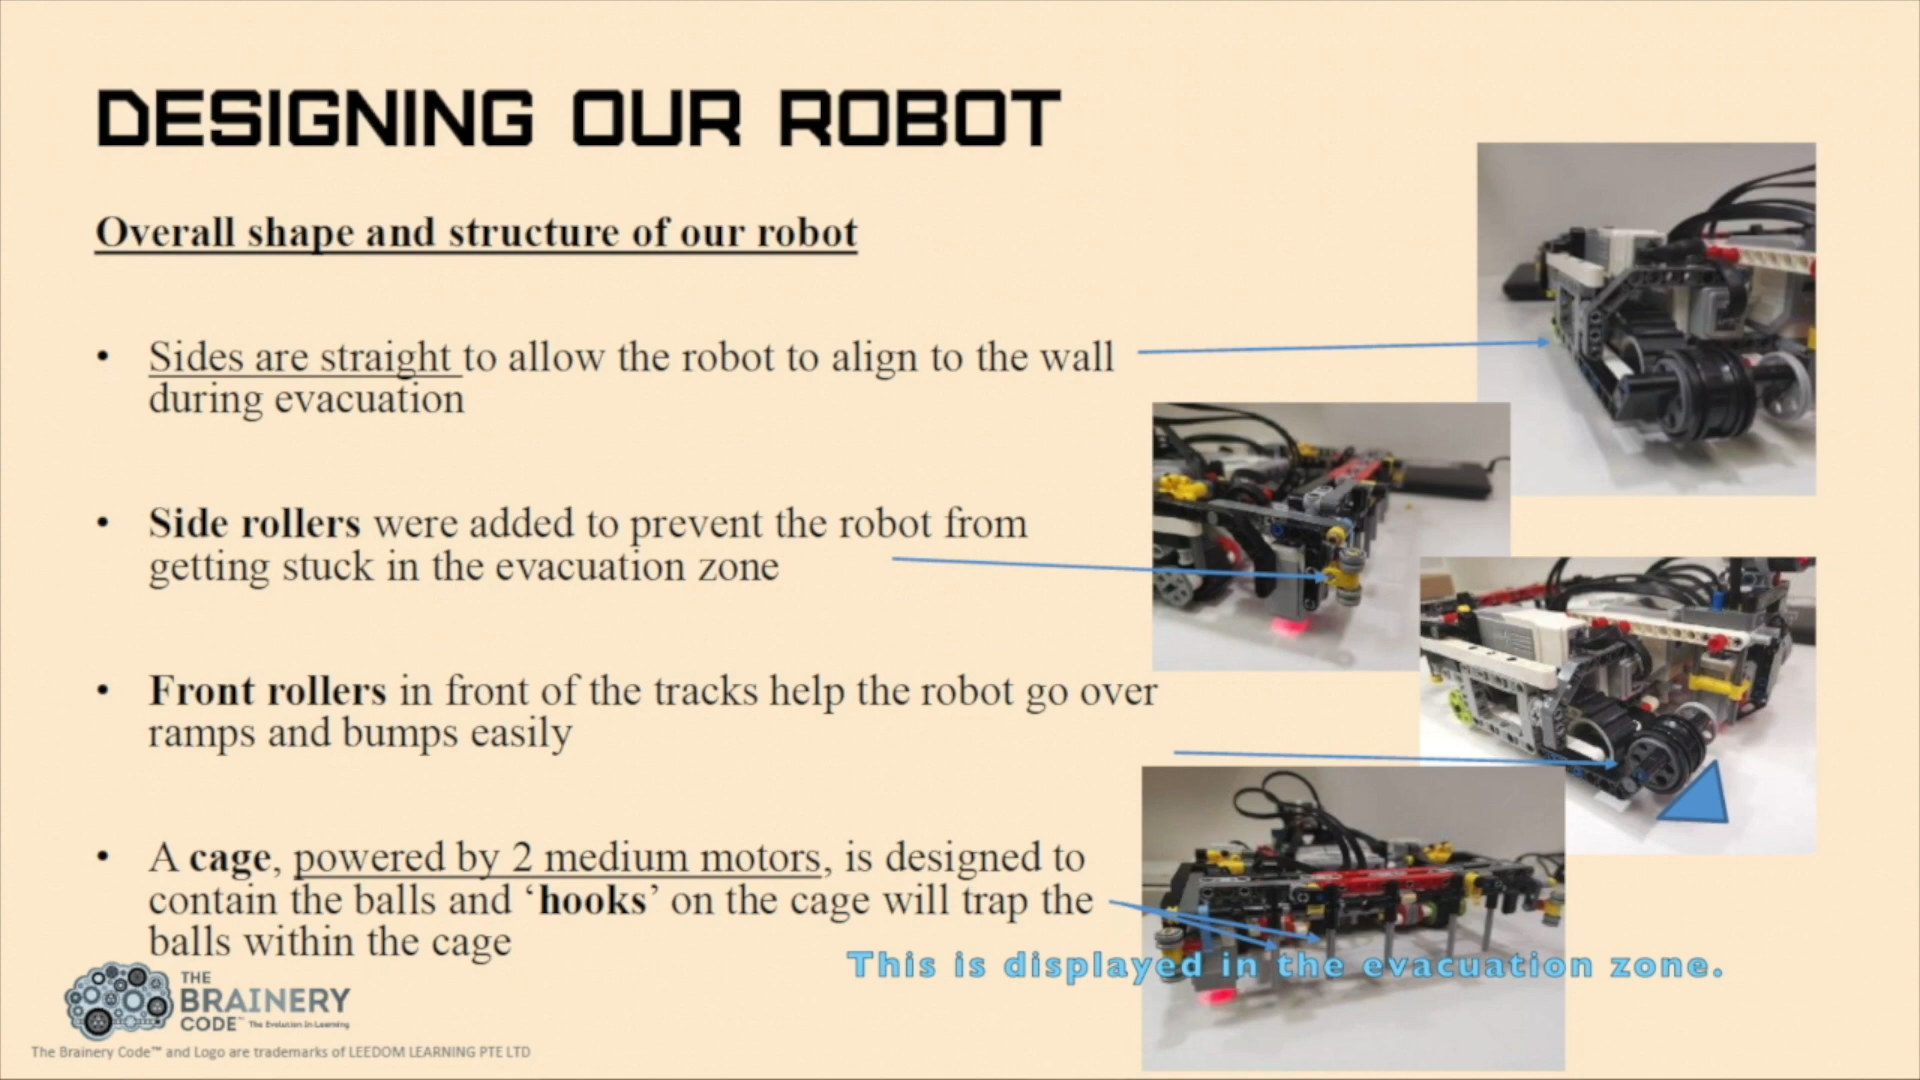 DESIGNING OUR ROBOT
Overall shape and structure of our robot
• Sides are straight to allow the robot to align to the wall
during evacuation
• Side rollers were added to prevent the robot from
getting stuck in the evacuation zone
• Front rollers in front of the tracks help the robot go over
ramps and bumps easily
• A cage, powered by 2 medium motors, is designed to
contain the balls and ‘hooks’ on the cage will trap the
balls within the cage
This is displayed in the evacuation zone.
THE
BRAINERY
CODE™ The Evolution In Learning
The Brainery Code™ and Logo are trademarks of LEEDOM LEARNING PTE LTD